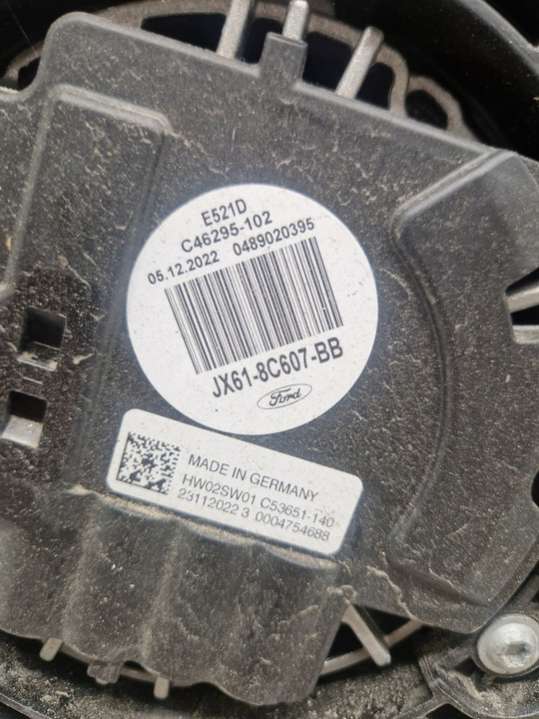 E521D
C46295-102
05.12.2022 0489020395
JX61-8C607-BB
Ford
MADE IN GERMANY
HW02SW01 C53651-140
23112022 3 0004754688